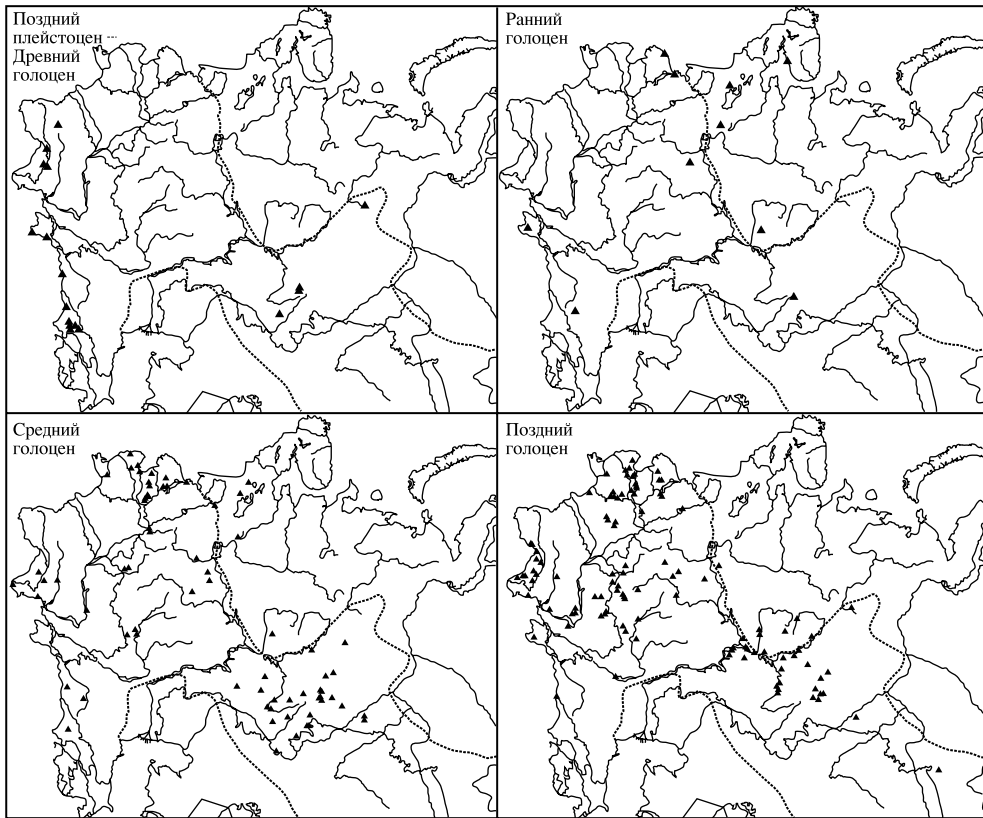 Поздний
плейстоцен --
Древний
голоцен
Ранний
голоцен
Средний
голоцен
Поздний
голоцен